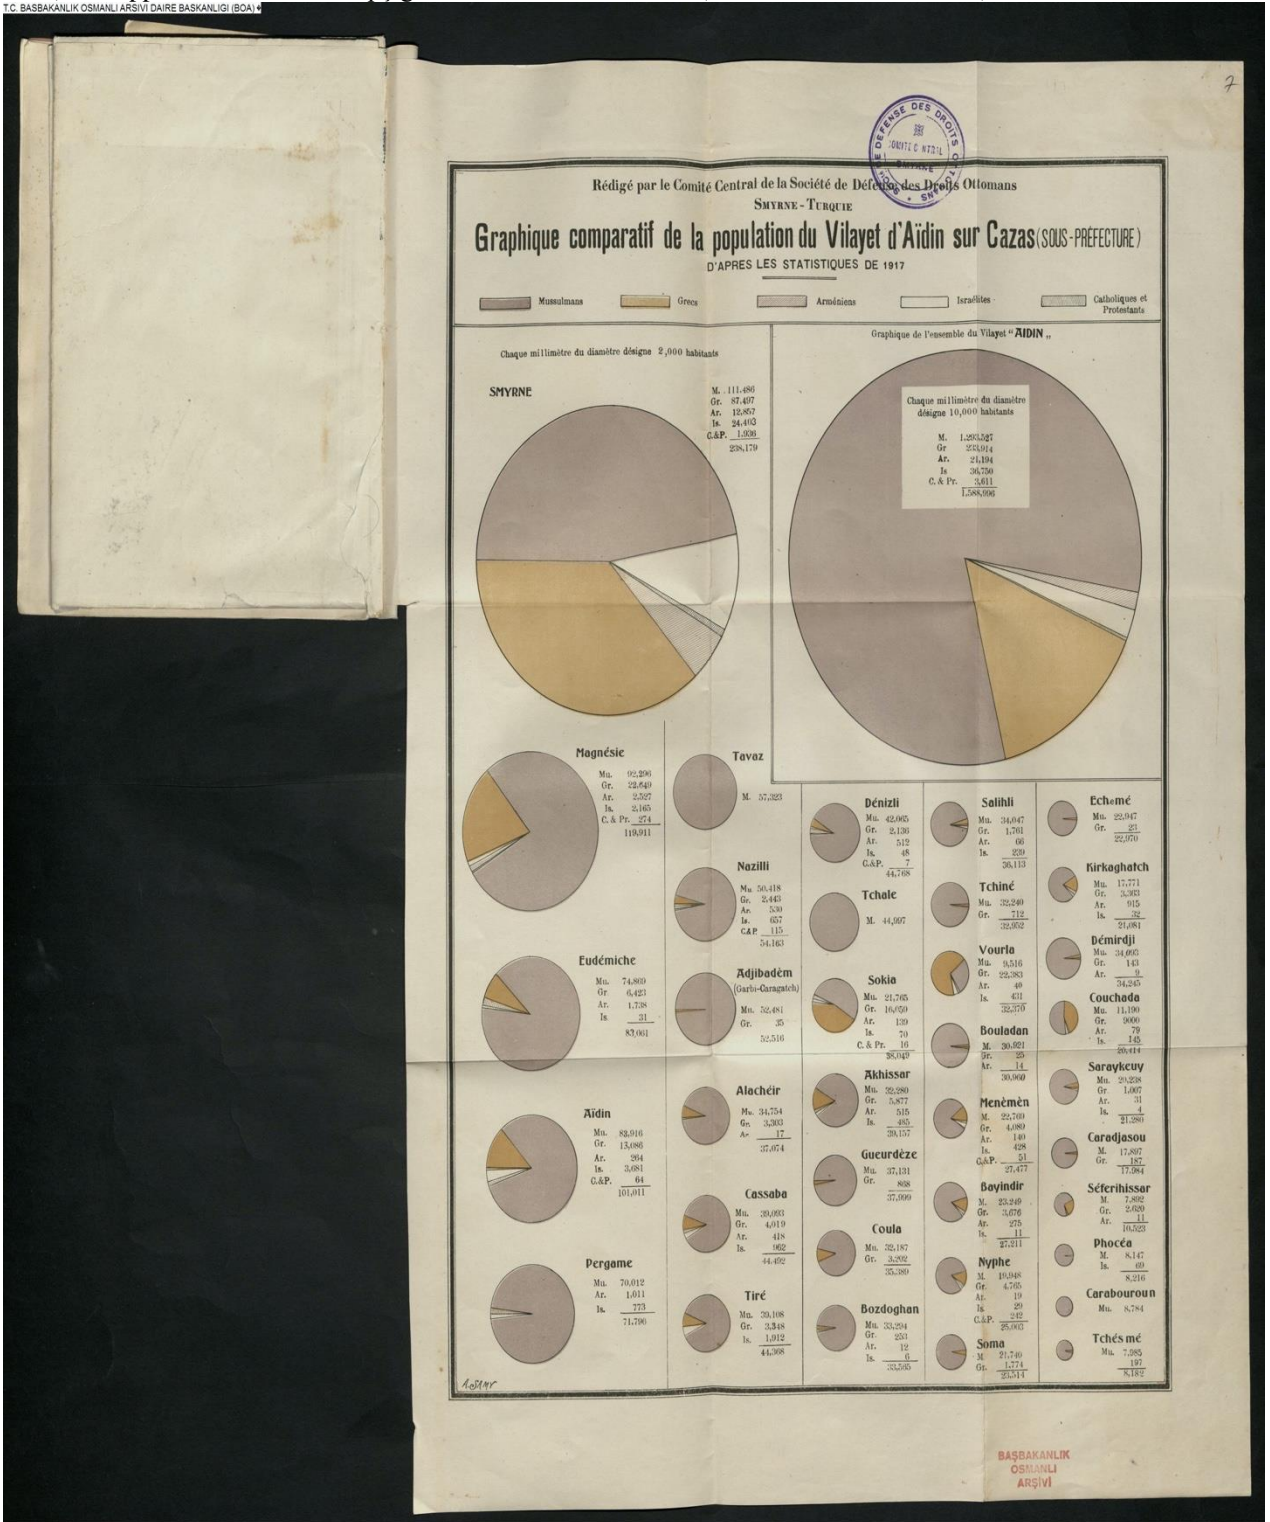 T.C. BASBAKANLIK OSMANLI ARSIVI DAIRE BASKANLIGI (BOA)
7
DEFENSE DES DROITS
SMYRNE
Rédigé par le Comité Central de la Société de Défense des Droits Ottomans
SMYRNE-TURQUIE
Graphique comparatif de la population du Vilayet d'Aïdin sur Cazas (SOUS-PRÉFECTURE)
D'APRES LES STATISTIQUES DE 1917
Mussulmans
Grecs
Arméniens
Israélites
Catholiques et
Protestants
Chaque millimètre du diamètre désigne 2,000 habitants
SMYRNE
M. 111.486
Gr. 87.497
Ar. 12,857
Is. 24,403
C.&P. 1.936
238,179
Graphique de l'ensemble du Vilayet "AIDIN"
Chaque millimètre du diamètre
désigne 10,000 habitants
M. 1.293,527
Gr 233,914
Ar. 21,194
Is 36,750
C. & Pr. 3,611
1,588,996
Magnésie
Mu. 92,296
Gr. 22,649
Ar. 2,527
Is. 2,165
C. & Pr. 274
119,911
Eudémiche
Mu. 74,869
Gr 6,423
Ar. 1,738
Is 31
83,061
Aïdin
Mu. 83,916
Gr. 13,086
Ar. 264
Is. 3,681
C.&P. 64
101,011
Pergame
Mu. 70,012
Ar. 1,011
Is. 773
71,796
A. SAMY
Tavaz
M. 57,323
Nazilli
Mu. 50,418
Gr. 2,443
Ar. 530
Is. 657
C&P. 115
54,163
Adjibadèm
(Garbi-Caragatch)
Mu. 52,481
Gr. 35
52,516
Alachéir
Mu. 34,754
Gr. 3,303
Ar 17
37,074
Cassaba
Mu. 39,093
Gr. 4,019
Ar. 418
Is. 962
44,492
Tiré
Mu. 39,108
Gr. 3,348
Is. 1,912
44,368
Dénizli
Mu. 42,065
Gr. 2,136
Ar. 512
Is. 48
C.&P. 7
44,768
Tchale
M. 44,997
Sokia
Mu. 21,765
Gr. 16,059
Ar. 139
Is. 70
C. & Pr. 16
38,049
Akhissar
Mu. 32,280
Gr. 5,877
Ar. 515
Is. 485
39,157
Gueurdèze
Mu. 37,131
Gr. 868
37,999
Coula
Mu. 32,187
Gr. 3,202
35,389
Bozdoghan
Mu. 33,294
Gr. 253
Ar. 12
Is. 6
33,565
Salihli
Mu. 34,047
Gr. 1,761
Ar. 66
Is. 239
36,113
Tchiné
Mu. 32,240
Gr. 712
32,952
Vourla
Mu. 9,516
Gr. 22,383
Ar. 40
Is. 431
32,370
Bouladan
M. 30,921
Gr. 25
Ar. 14
30,960
Menèmèn
M. 22,769
Gr. 4,089
Ar. 140
Is. 428
C.&P. 51
27,477
Bayindir
M. 23,249
Gr. 3,676
Ar. 275
Is. 11
27,211
Nyphe
M. 19,948
Gr. 4,765
Ar. 19
Is. 29
C.&P. 242
25,003
Soma
M 21,740
Gr. 1,774
23,514
Echemé
Mu. 22,947
Gr. 23
22,970
Kirkaghatch
Mu. 17,771
Gr. 3,363
Ar. 915
Is. 32
21,081
Démirdji
Mu. 34,093
Gr. 143
Ar. 9
34,245
Couchada
Mu. 11,190
Gr. 9000
Ar. 79
Is. 145
20,414
Saraykeuy
Mu. 20,238
Gr. 1,007
Ar. 31
Is. 4
21,280
Caradjasou
M. 17,897
Gr. 187
17,984
Séferihissar
M. 7,892
Gr. 2,620
Ar. 11
10,523
Phocéa
M. 8,147
Is. 69
8,216
Carabouroun
Mu. 8,784
Tchésmé
Mu. 7,985
197
8,182
BAŞBAKANLIK
OSMANLI
ARŞİVİ